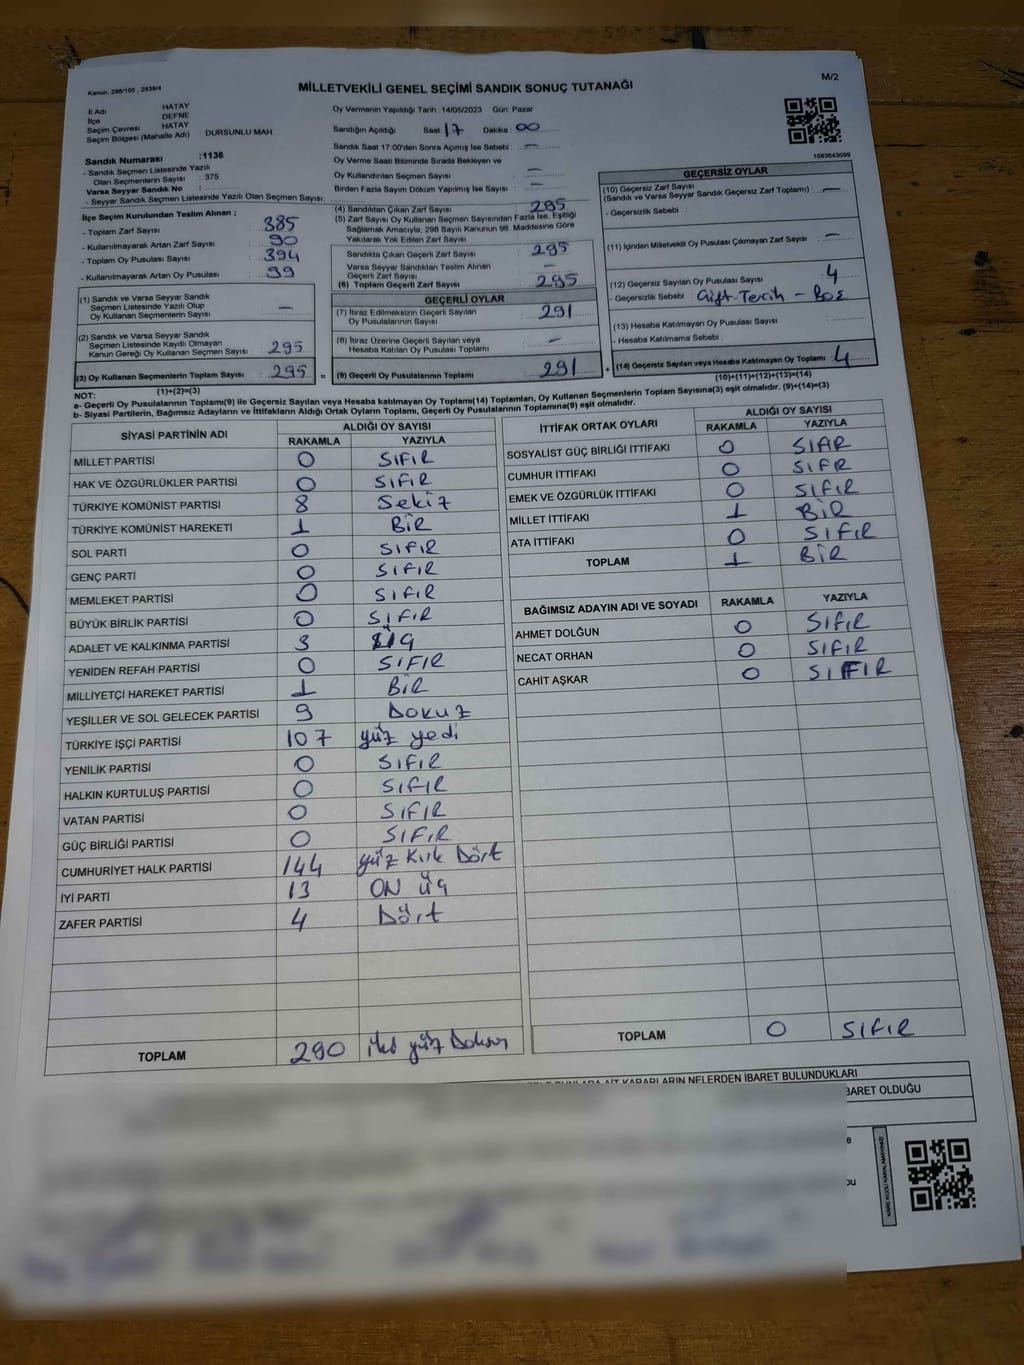 Kanun, 298/105 , 2839/4
MİLLETVEKİLİ GENEL SEÇİMİ SANDIK SONUÇ TUTANAĞI
M/2
İl Adı HATAY
İlçe DEFNE
Seçim Çevresi HATAY
Seçim Bölgesi (Mahalle Adı) : DURSUNLU MAH.
Sandık Numarası :1136
- Sandık Seçmen Listesinde Yazılı
Olan Seçmenlerin Sayısı : 375
Varsa Seyyar Sandık No :
- Seyyar Sandık Seçmen Listesinde Yazılı Olan Seçmen Sayısı:
İlçe Seçim Kurulundan Teslim Alınan ;
- Toplam Zarf Sayısı : 385
- Kullanılmayarak Artan Zarf Sayısı : 90
- Toplam Oy Pusulası Sayısı : 394
- Kullanılmayarak Artan Oy Pusulası : 99
(1) Sandık ve Varsa Seyyar Sandık
Seçmen Listesinde Yazılı Olup
Oy Kullanan Seçmenlerin Sayısı : —
(2) Sandık ve Varsa Seyyar Sandık
Seçmen Listesinde Kayıtlı Olmayan
Kanun Gereği Oy Kullanan Seçmen Sayısı : 295
(3) Oy Kullanan Seçmenlerin Toplam Sayısı : 295 =
(1)+(2)=(3)
Oy Vermenin Yapıldığı Tarih :14/05/2023 Gün: Pazar
Sandığın Açıldığı Saat 17 Dakika : 00
Sandık Saat 17:00'den Sonra Açımış İse Sebebi : —
Oy Verme Saati Bitiminde Sırada Bekleyen ve
Oy Kullandırılan Seçmen Sayısı : —
Birden Fazla Sayım Döküm Yapılmış İse Sayısı : —
(4) Sandıktan Çıkan Zarf Sayısı : 295
(5) Zarf Sayısı Oy Kullanan Seçmen Sayısından Fazla İse, Eşitliği
Sağlamak Amacıyla, 298 Sayılı Kanunun 98. Maddesine Göre
Yakılarak Yok Edilen Zarf Sayısı
Sandıkta Çıkan Geçerli Zarf Sayısı : 295
Varsa Seyyar Sandıktan Teslim Alınan
Geçerli Zarf Sayısı : —
(6) Toplam Geçerli Zarf Sayısı : 295
GEÇERLİ OYLAR
(7) İtiraz Edilmeksizin Geçerli Sayılan
Oy Pusulalarının Sayısı : 291
(8) İtiraz Üzerine Geçerli Sayılan veya
Hesaba Katılan Oy Pusulası Toplamı : —
(9) Geçerli Oy Pusulalarının Toplamı : 291 +
1083643099
GEÇERSİZ OYLAR
(10) Geçersiz Zarf Sayısı
(Sandık ve Varsa Seyyar Sandık Geçersiz Zarf Toplamı) : —
- Geçersizlik Sebebi :
(11) İçinden Milletvekili Oy Pusulası Çıkmayan Zarf Sayısı : —
(12) Geçersiz Sayılan Oy Pusulası Sayısı : 4
- Geçersizlik Sebebi : Çift-Tercih - Boş
(13) Hesaba Katılmayan Oy Pusulası Sayısı :
- Hesaba Katılmama Sebebi :
(14) Geçersiz Sayılan veya Hesaba Katılmayan Oy Toplamı : 4
(10)+(11)+(12)+(13)=(14)
NOT:
a- Geçerli Oy Pusulalarının Toplamı(9) ile Geçersiz Sayılan veya Hesaba katılmayan Oy Toplamı(14) Toplamları, Oy Kullanan Seçmenlerin Toplam Sayısına(3) eşit olmalıdır. (9)+(14)=(3)
b- Siyasi Partilerin, Bağımsız Adayların ve İttifakların Aldığı Ortak Oyların Toplamı, Geçerli Oy Pusulalarının Toplamına(9) eşit olmalıdır.
SİYASİ PARTİNİN ADI ALDIĞI OY SAYISI
RAKAMLA YAZIYLA
MİLLET PARTİSİ 0 SIFIR
HAK VE ÖZGÜRLÜKLER PARTİSİ 0 SIFIR
TÜRKİYE KOMÜNİST PARTİSİ 8 Sekiz
TÜRKİYE KOMÜNİST HAREKETİ 1 BİR
SOL PARTİ 0 SIFIR
GENÇ PARTİ 0 SIFIR
MEMLEKET PARTİSİ 0 SIFIR
BÜYÜK BİRLİK PARTİSİ 0 SIFIR
ADALET VE KALKINMA PARTİSİ 3
YENİDEN REFAH PARTİSİ 0 SIFIR
MİLLİYETÇİ HAREKET PARTİSİ 1 BİR
YEŞİLLER VE SOL GELECEK PARTİSİ 9 DOKUZ
TÜRKİYE İŞÇİ PARTİSİ 107 yüz yedi
YENİLİK PARTİSİ 0 SIFIR
HALKIN KURTULUŞ PARTİSİ 0 SIFIR
VATAN PARTİSİ 0 SIFIR
GÜÇ BİRLİĞİ PARTİSİ 0 SIFIR
CUMHURİYET HALK PARTİSİ 144 yüz Kırk Dört
İYİ PARTİ 13 ON üç
ZAFER PARTİSİ 4 Dört
TOPLAM 290 iki yüz Doksan
İTTİFAK ORTAK OYLARI ALDIĞI OY SAYISI
RAKAMLA YAZIYLA
SOSYALİST GÜÇ BİRLİĞİ İTTİFAKI 0
CUMHUR İTTİFAKI 0 SIFR
EMEK VE ÖZGÜRLÜK İTTİFAKI 0 SIFIR
MİLLET İTTİFAKI 1 BİR
ATA İTTİFAKI 0 SIFIR
TOPLAM 1 BİR
BAĞIMSIZ ADAYIN ADI VE SOYADI RAKAMLA YAZIYLA
AHMET DOLĞUN 0 SIFIR
NECAT ORHAN 0 SIFIR
CAHİT AŞKAR 0 SIFIR
TOPLAM 0 SIFIR
AİT KARARLARIN NELERDEN İBARET BULUNDUKLARI
BARET OLDUĞU